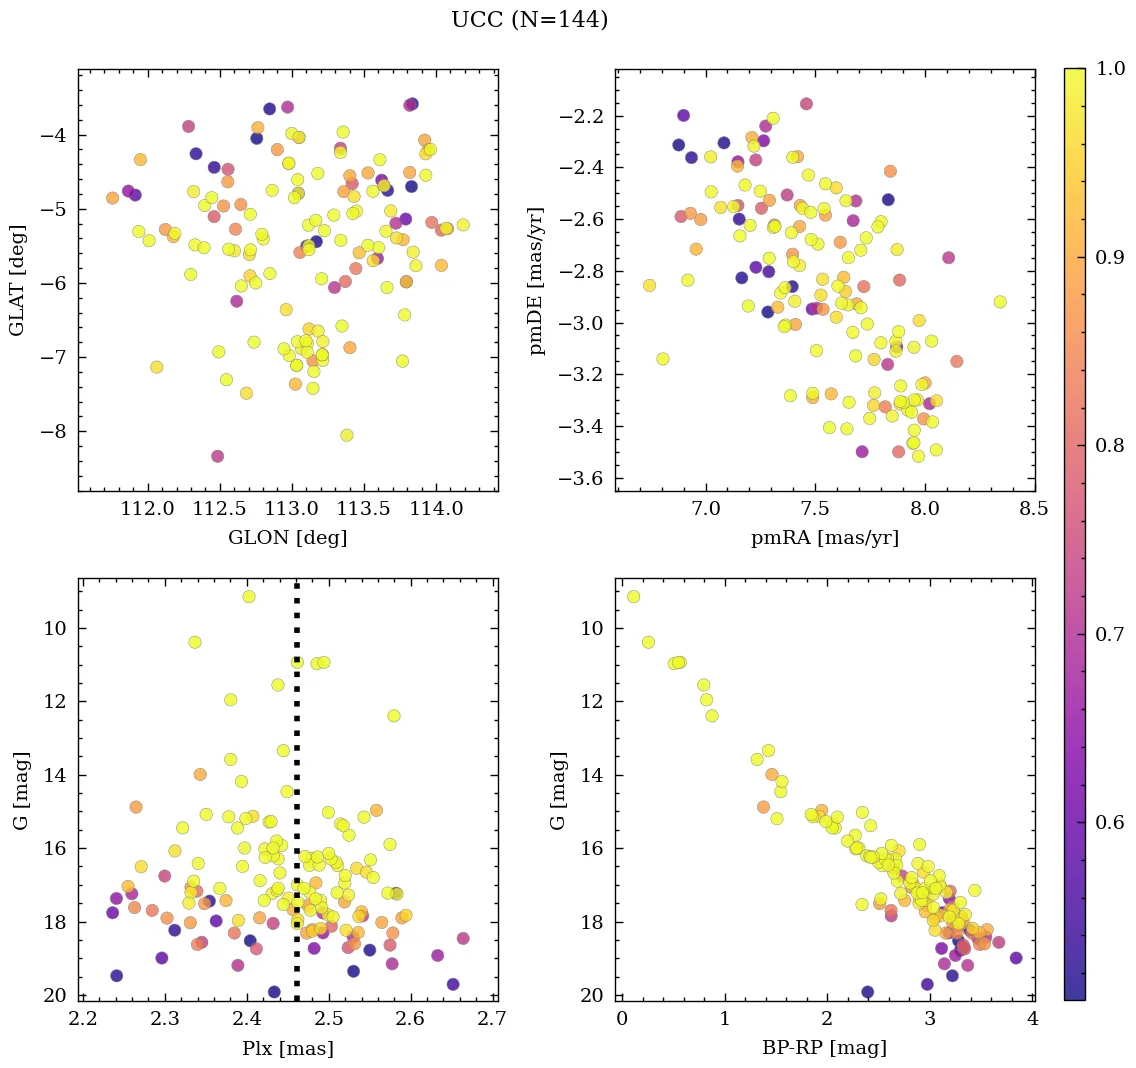 UCC (N=144)
−4
−5
−6
−7
−8
GLAT [deg]
112.0 112.5 113.0 113.5 114.0
GLON [deg]
−2.2
−2.4
−2.6
−2.8
−3.0
−3.2
−3.4
−3.6
pmDE [mas/yr]
7.0 7.5 8.0 8.5
pmRA [mas/yr]
1.0
0.9
0.8
0.7
0.6
10
12
14
16
18
20
G [mag]
2.2 2.3 2.4 2.5 2.6 2.7
Plx [mas]
10
12
14
16
18
20
G [mag]
0 1 2 3 4
BP-RP [mag]